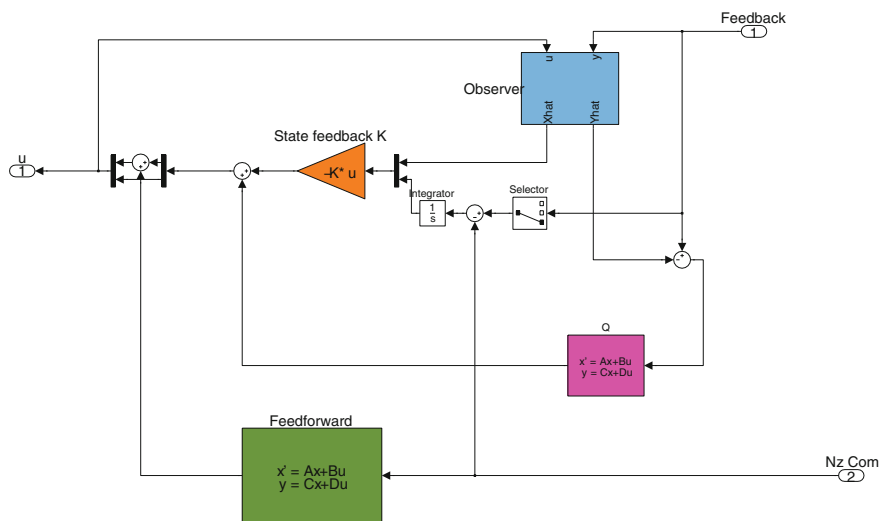 Feedback
1
u
y
Observer
Xhat
Yhat
State feedback K
u
1
+
+
+
+
–K* u
Integrator
1
s
–
+
Selector
–
+
Q
x' = Ax+Bu
y = Cx+Du
Feedforward
x' = Ax+Bu
y = Cx+Du
Nz Com
2